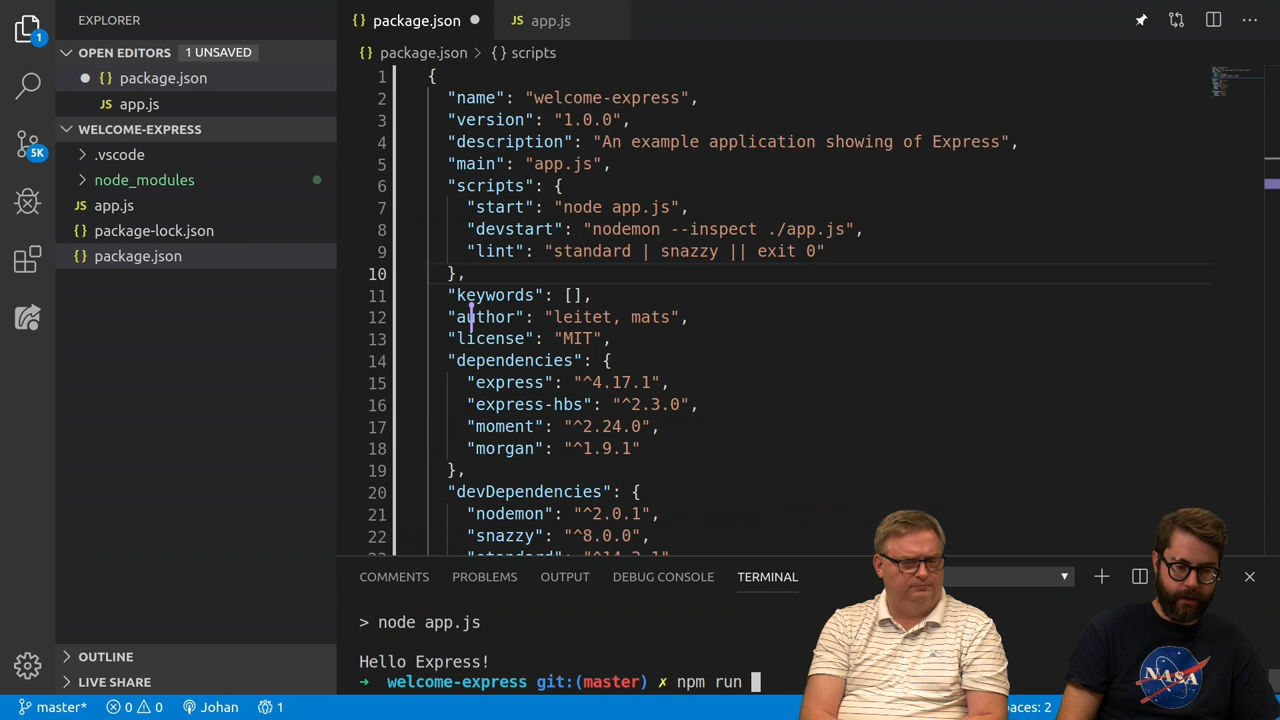 EXPLORER
OPEN EDITORS 1 UNSAVED
{} package.json
JS app.js
WELCOME-EXPRESS
.vscode
node_modules
JS app.js
{} package-lock.json
{} package.json
OUTLINE
LIVE SHARE
1
5K
{} package.json
JS app.js
{} package.json > {} scripts
1 {
2 "name": "welcome-express",
3 "version": "1.0.0",
4 "description": "An example application showing of Express",
5 "main": "app.js",
6 "scripts": {
7 "start": "node app.js",
8 "devstart": "nodemon --inspect ./app.js",
9 "lint": "standard | snazzy || exit 0"
10 },
11 "keywords": [],
12 "author": "leitet, mats",
13 "license": "MIT",
14 "dependencies": {
15 "express": "^4.17.1",
16 "express-hbs": "^2.3.0",
17 "moment": "^2.24.0",
18 "morgan": "^1.9.1"
19 },
20 "devDependencies": {
21 "nodemon": "^2.0.1",
22 "snazzy": "^8.0.0",
COMMENTS PROBLEMS OUTPUT DEBUG CONSOLE TERMINAL
> node app.js
Hello Express!
➜ welcome-express git:(master) ✗ npm run
NASA
master* 0 0 Johan 1 paces: 2